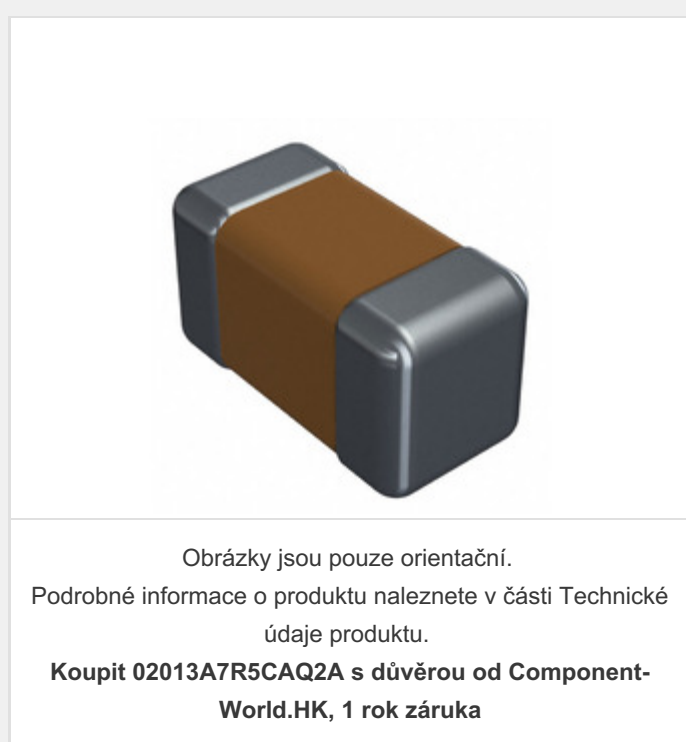 Obrázky jsou pouze orientační.
Podrobné informace o produktu naleznete v části Technické
údaje produktu.
Koupit 02013A7R5CAQ2A s důvěrou od Component-
World.HK, 1 rok záruka